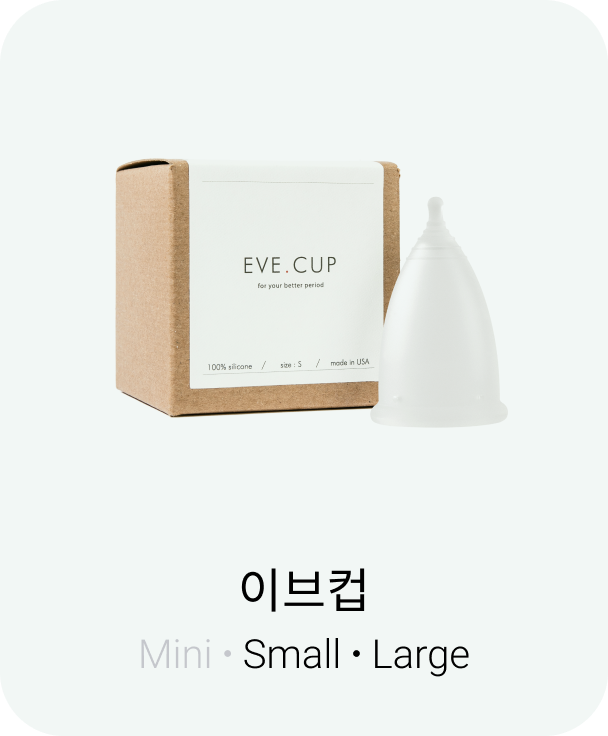 EVE.CUP
for your better period
100% silicone / size : S / made in USA
이브컵
Mini • Small • Large